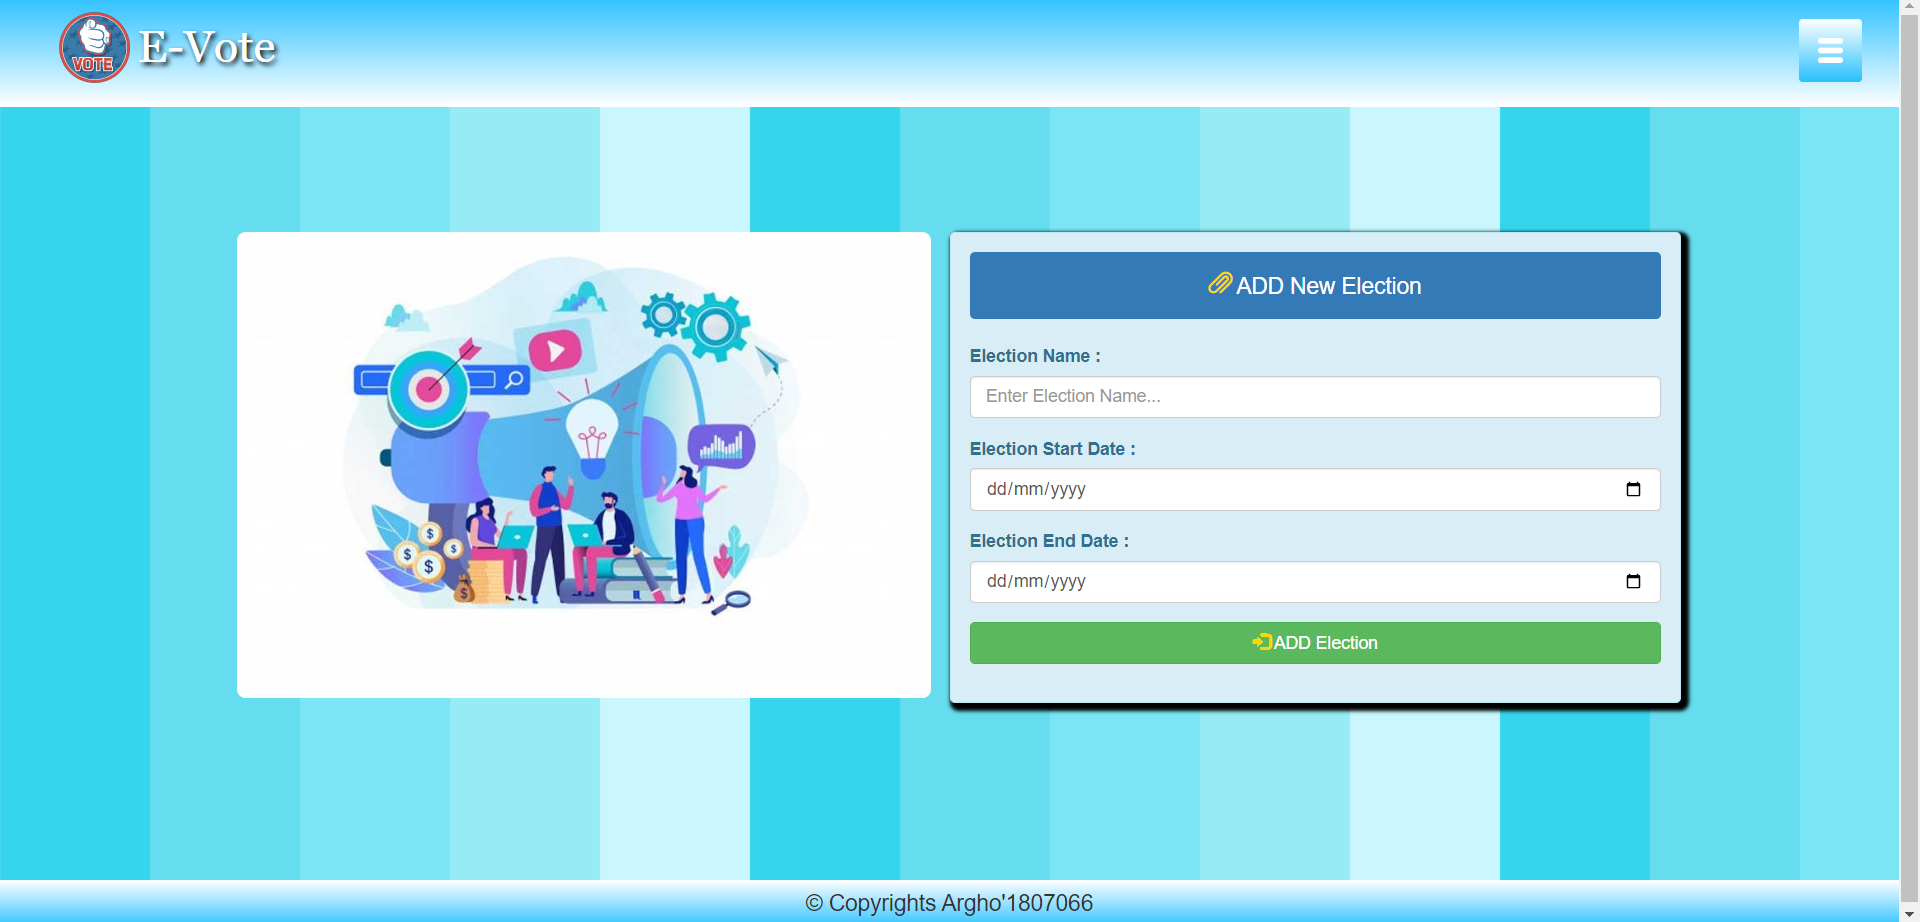 VOTE
E-Vote
ADD New Election
Election Name :
Enter Election Name...
Election Start Date :
dd/mm/yyyy
Election End Date :
dd/mm/yyyy
ADD Election
$
$
$
$
$
© Copyrights Argho'1807066